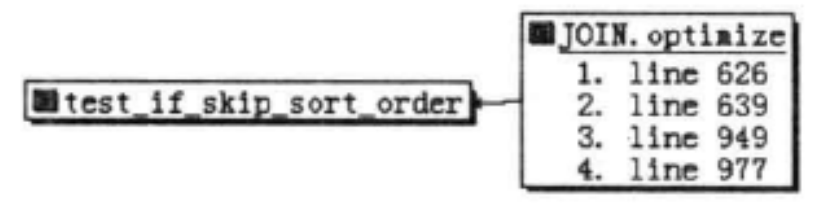 test_if_skip_sort_order
JOIN.optimize
1. line 626
2. line 639
3. line 949
4. line 977